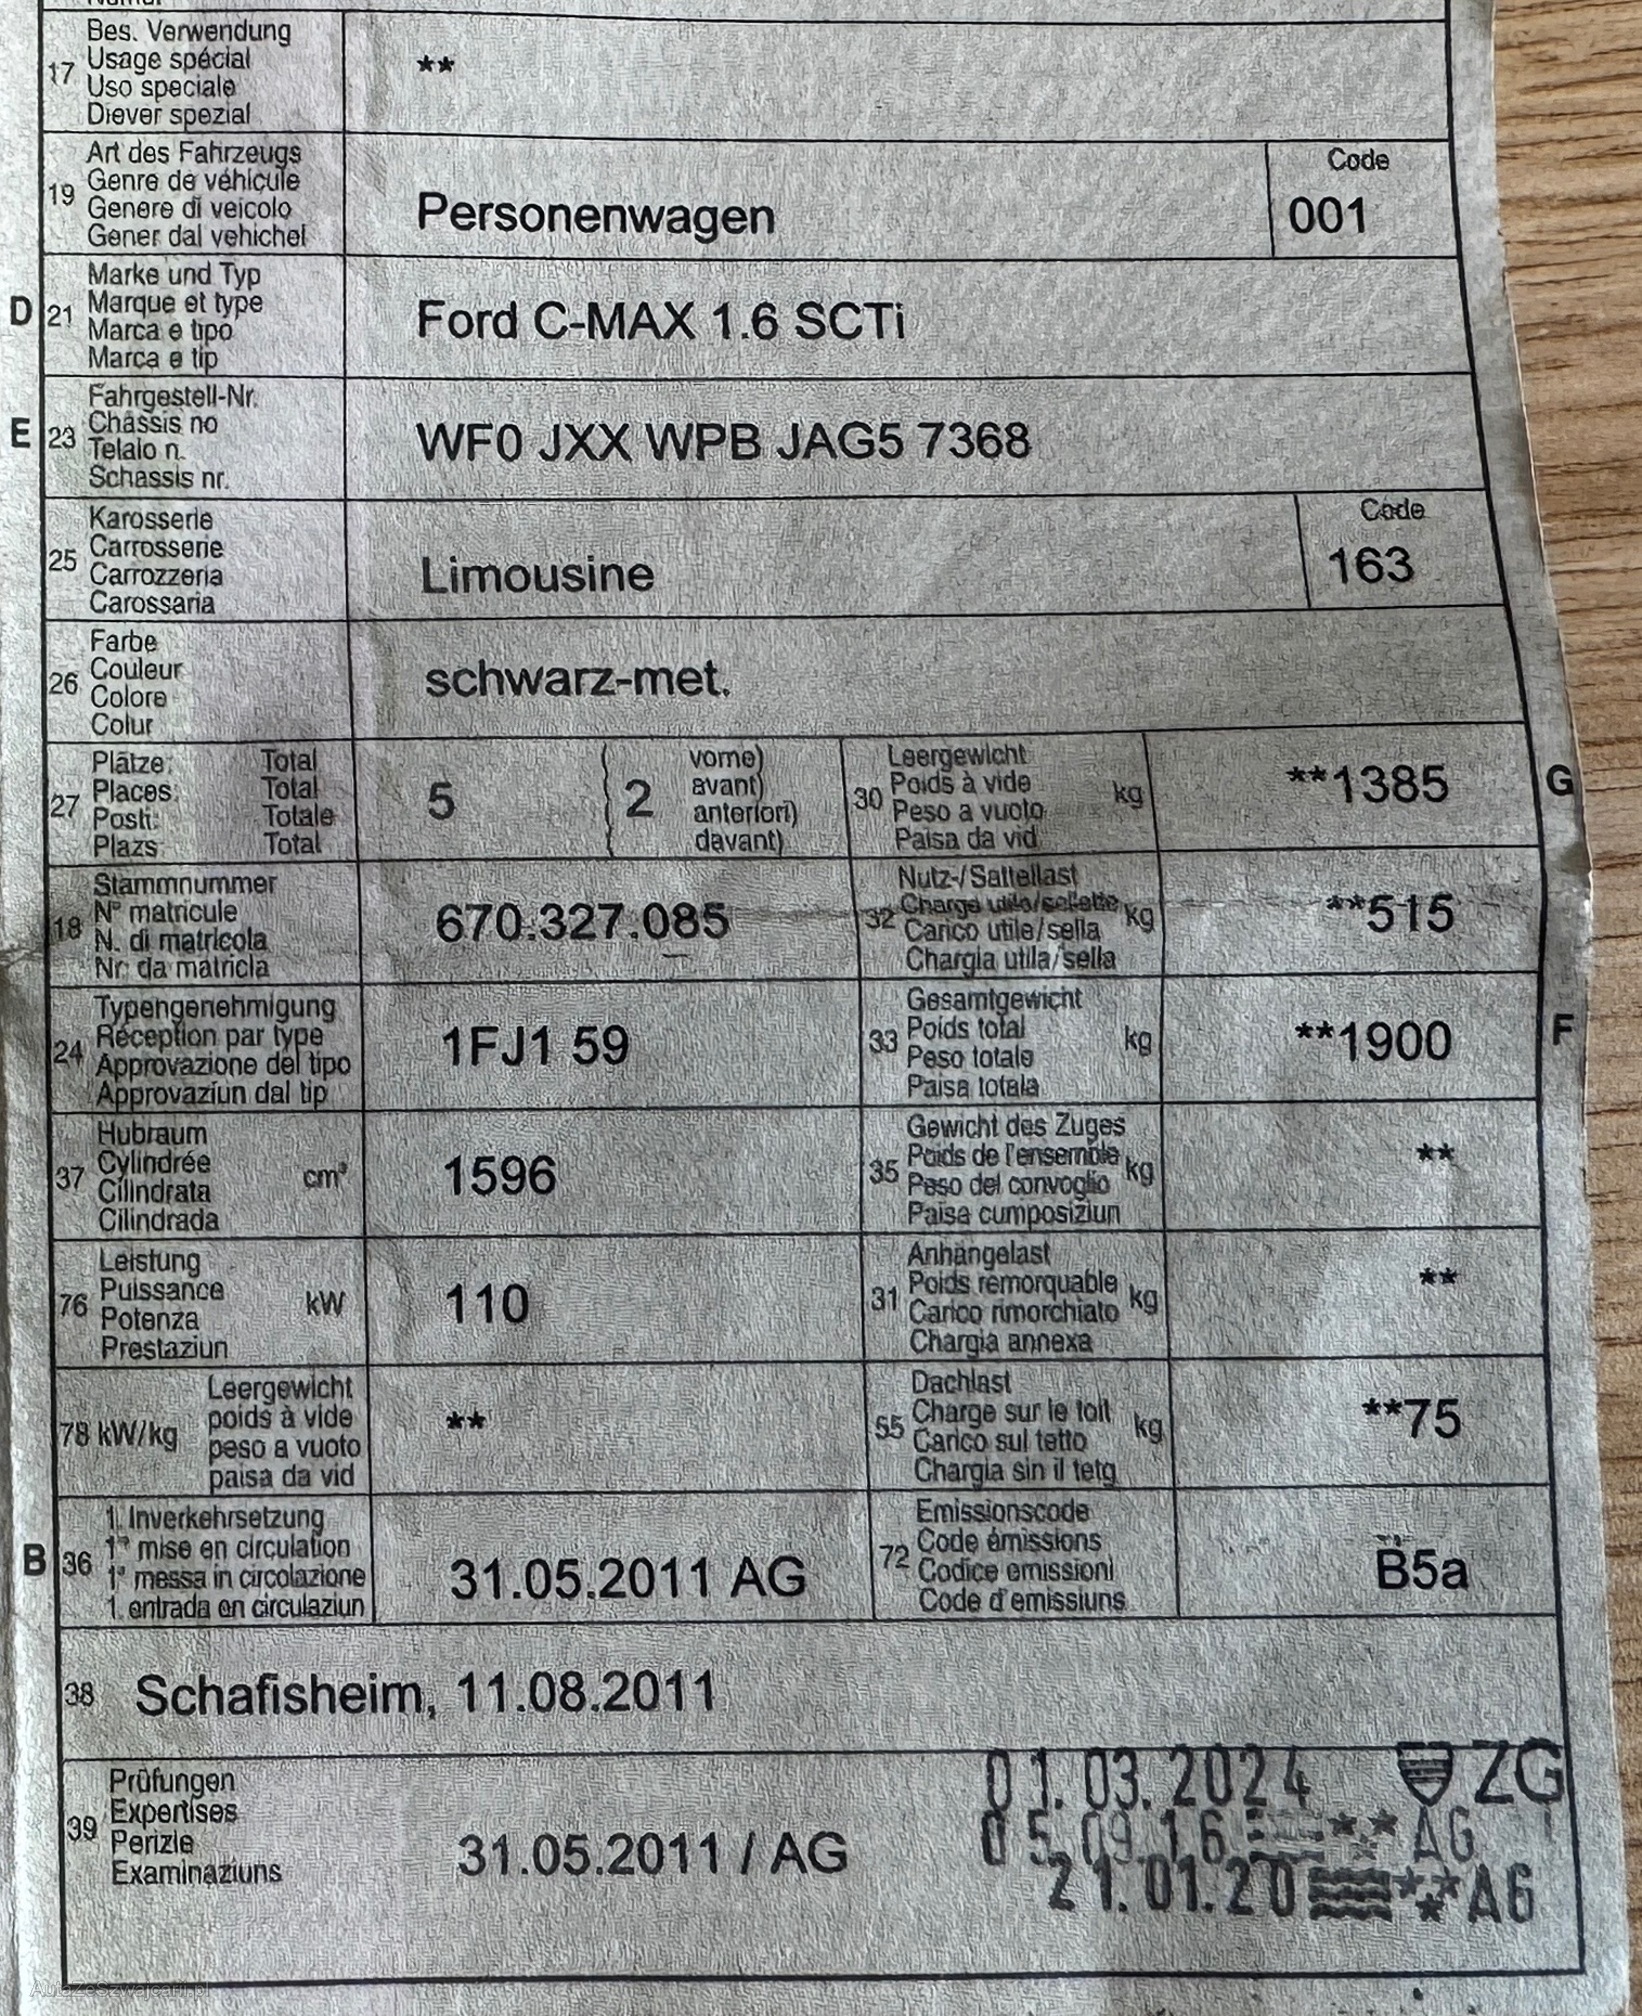 17 Bes. Verwendung
Usage spécial
Uso speciale
Diever spezial
**
19 Art des Fahrzeugs
Genre de véhicule
Genere di veicolo
Gener dal vehichel
Personenwagen
Code
001
D 21 Marke und Typ
Marque et type
Marca e tipo
Marca e tip
Ford C-MAX 1.6 SCTi
E 23 Fahrgestell-Nr.
Châssis no
Telaio n.
Schassis nr.
WF0 JXX WPB JAG5 7368
25 Karosserie
Carrosserie
Carrozzeria
Carossaria
Limousine
Code
163
26 Farbe
Couleur
Colore
Colur
schwarz-met.
27 Plätze: Total
Places: Total
Posti: Totale
Plazs: Total
5 ( 2
vorne)
avant)
anteriori)
davant)
30 Leergewicht
Poids à vide kg
Peso a vuoto
Paisa da vid
**1385 G
18 Stammnummer
N° matricule
N. di matricola
Nr. da matricla
670.327.085
32 Nutz-/Sattellast
Charge utile/sellette kg
Carico utile/sella
Chargia utila/sella
**515
24 Typengenehmigung
Réception par type
Approvazione del tipo
Approvaziun dal tip
1FJ1 59
33 Gesamtgewicht
Poids total kg
Peso totale
Paisa totala
**1900 F
37 Hubraum
Cylindrée cm³
Cilindrata
Cilindrada
1596
35 Gewicht des Zuges
Poids de l'ensemble kg
Peso del convoglio
Paisa cumposiziun
**
76 Leistung
Puissance kW
Potenza
Prestaziun
110
31 Anhängelast
Poids remorquable kg
Carico rimorchiato
Chargia annexa
**
78 kW/kg Leergewicht
poids à vide
peso a vuoto
paisa da vid
**
55 Dachlast
Charge sur le toit kg
Carico sul tetto
Chargia sin il tetg
**75
B 36 1. Inverkehrsetzung
1re mise en circulation
1a messa in circolazione
1. entrada en circulaziun
31.05.2011 AG
72 Emissionscode
Code émissions
Codice emissioni
Code d'emissiuns
B5a
38 Schafisheim, 11.08.2011
39 Prüfungen
Expertises
Perizie
Examinaziuns
31.05.2011 / AG
01.03.2024 ZG
05.09.16 ** AG
21.01.20 *** AG
AutaZeSzwajcarii.pl